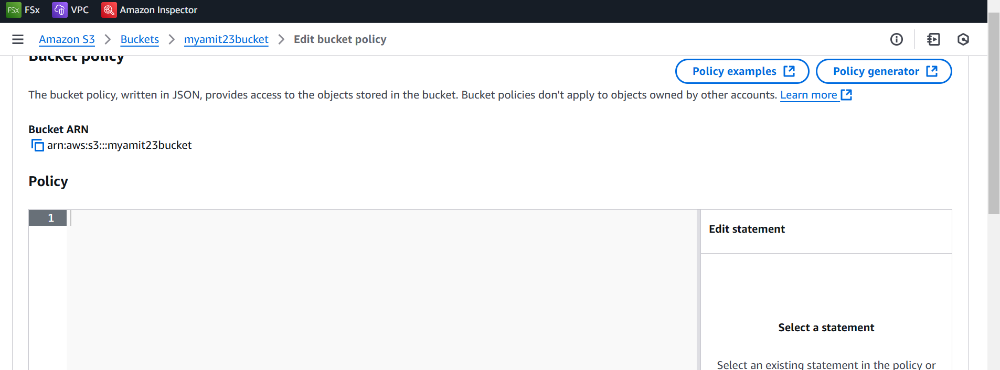 FSx FSx VPC Amazon Inspector
Amazon S3 > Buckets > myamit23bucket > Edit bucket policy
Bucket policy
Policy examples Policy generator
The bucket policy, written in JSON, provides access to the objects stored in the bucket. Bucket policies don't apply to objects owned by other accounts. Learn more
Bucket ARN
arn:aws:s3:::myamit23bucket
Policy
1
Edit statement
Select a statement
Select an existing statement in the policy or